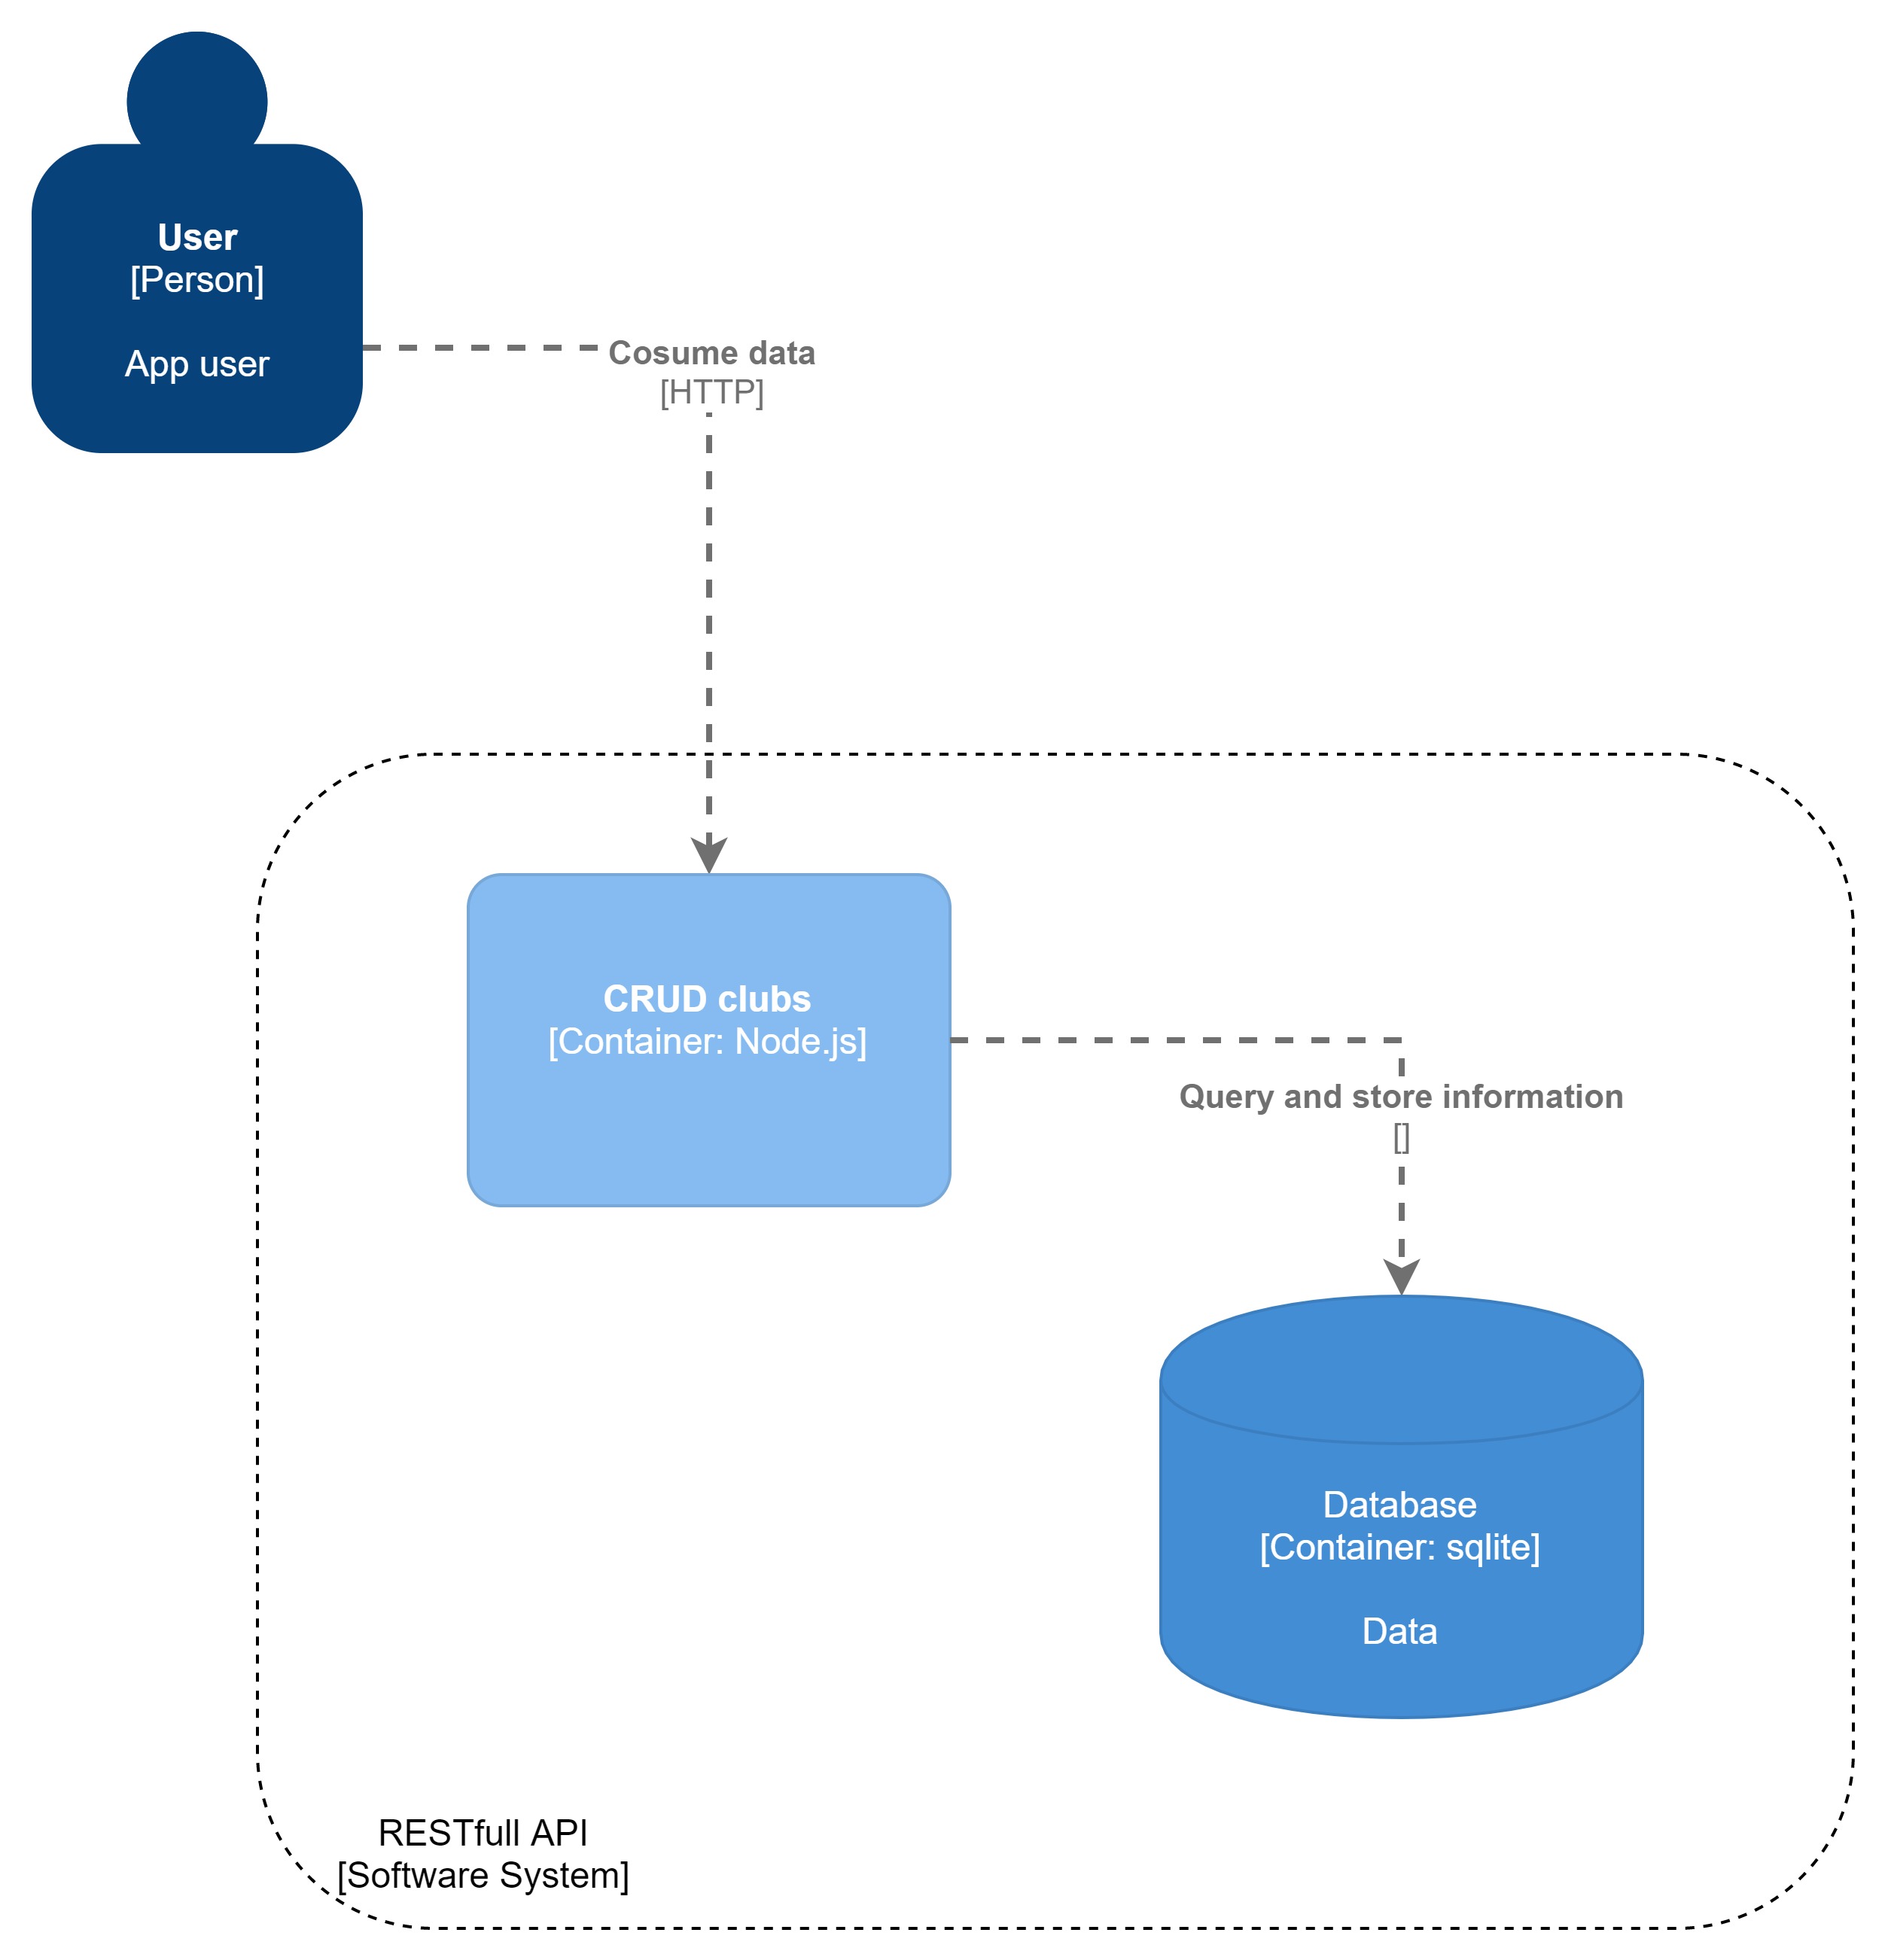 User
[Person]
App user
Cosume data
[HTTP]
CRUD clubs
[Container: Node.js]
Query and store information
[]
Database
[Container: sqlite]
Data
RESTfull API
[Software System]